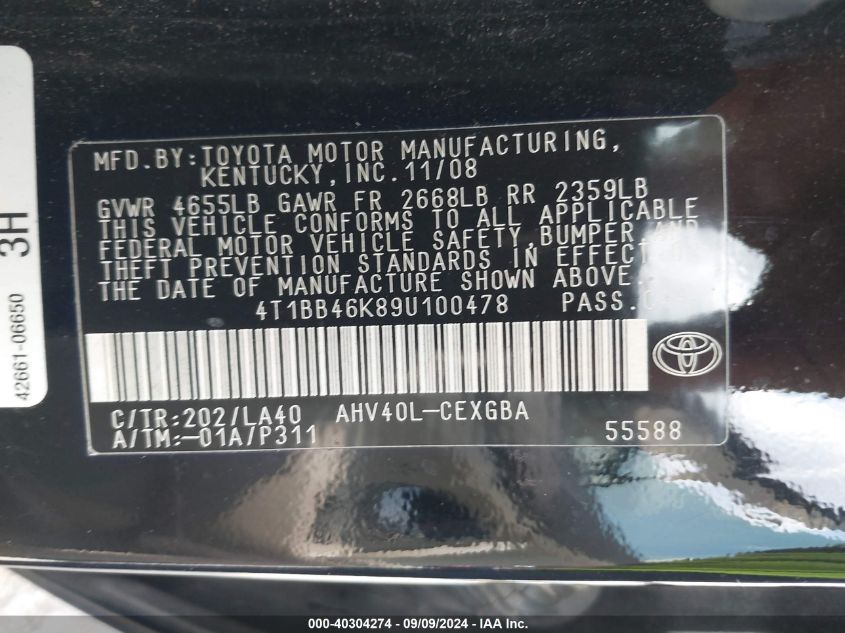 3H
42661-06650
MFD.BY:TOYOTA MOTOR MANUFACTURING,
KENTUCKY,INC.11/08
GVWR 4655LB GAWR FR 2668LB RR 2359LB
THIS VEHICLE CONFORMS TO ALL APPLICABLE
FEDERAL MOTOR VEHICLE SAFETY,BUMPER AND
THEFT PREVENTION STANDARDS IN EFFECT
THE DATE OF MANUFACTURE SHOWN ABOVE.
4T1BB46K89U100478 PASS.
C/TR:202/LA40 AHV40L-CEXGBA
A/TM:-01A/P311 55588
000-40304274 - 09/09/2024 - © IAA Inc.